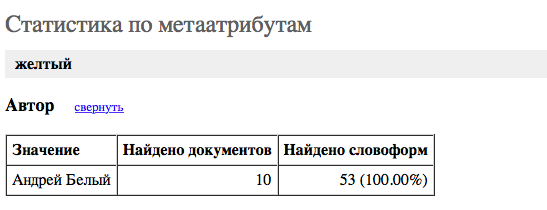 Статистика по метаатрибутам
желтый
Автор свернуть
Значение Найдено документов Найдено словоформ
Андрей Белый 10 53 (100.00%)